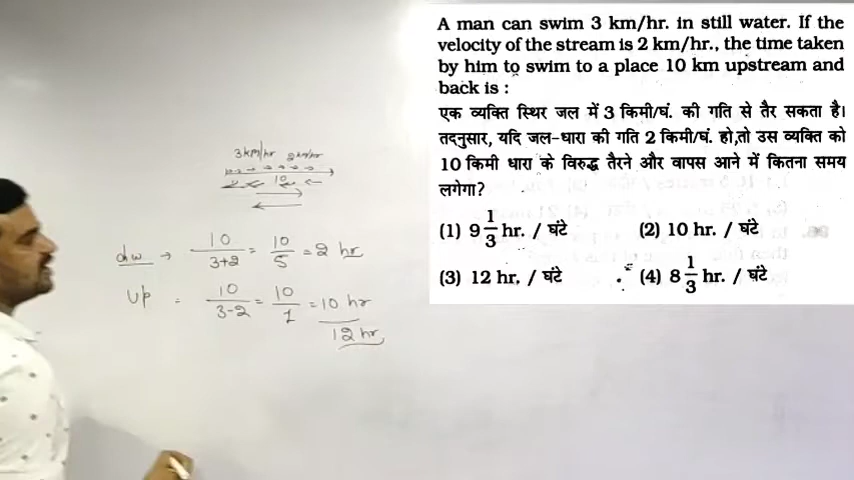 A man can swim 3 km/hr. in still water. If the
velocity of the stream is 2 km/hr., the time taken
by him to swim to a place 10 km upstream and
back is :
एक व्यक्ति स्थिर जल में 3 किमी/घं. की गति से तैर सकता है।
तदनुसार, यदि जल-धारा की गति 2 किमी/घं. हो,तो उस व्यक्ति को
10 किमी धारा के विरुद्ध तैरने और वापस आने में कितना समय
लगेगा?
(1) 9 1/3 hr. / घंटे (2) 10 hr. / घंटे
(3) 12 hr, / घंटे (4) 8 1/3 hr. / घंटे
3km/hr 2km/hr
10
dw → 10/3+2 = 10/5 = 2 hr
Up = 10/3-2 = 10/1 = 10 hr
12 hr